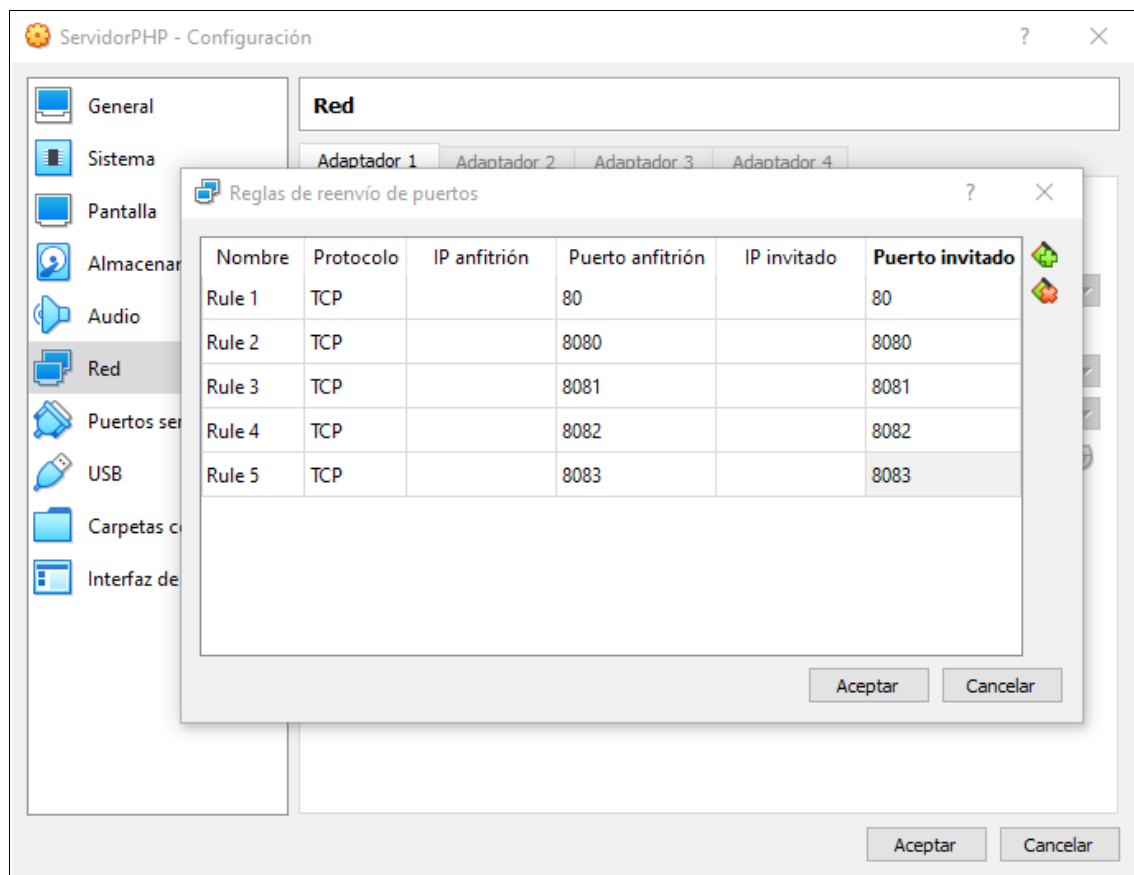 ServidorPHP - Configuración ? ×
General
Sistema
Pantalla
Almacenar
Audio
Red
Puertos ser
USB
Carpetas c
Interfaz de
Red
Adaptador 1 Adaptador 2 Adaptador 3 Adaptador 4
Reglas de reenvío de puertos ? ×
Nombre Protocolo IP anfitrión Puerto anfitrión IP invitado Puerto invitado
Rule 1 TCP 80 80
Rule 2 TCP 8080 8080
Rule 3 TCP 8081 8081
Rule 4 TCP 8082 8082
Rule 5 TCP 8083 8083
Aceptar Cancelar
Aceptar Cancelar